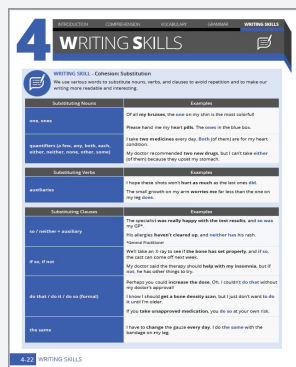 INTRODUCTION COMPREHENSION VOCABULARY GRAMMAR WRITING SKILLS
4 WRITING SKILLS
WRITING SKILL - Cohesion: Substitution
We use various words to substitute nouns, verbs, and clauses to avoid repetition and to make our
writing more readable and interesting.
Substituting Nouns Examples
one, ones
Of all my bruises, the one on my shin is the most colorful!
Please hand me my heart pills. The ones in the blue box.
quantifiers (a few, any, both, each,
either, neither, none, other, some)
I take two medicines every day. Both (of them) are for my heart
condition.
My doctor recommended two new drugs, but I can't take either
(of them) because they upset my stomach.
Substituting Verbs Examples
auxiliaries
I hope these shots won't hurt as much as the last ones did.
The small growth on my arm worries me far less than the one on
my leg does.
Substituting Clauses Examples
so / neither + auxiliary
The specialist was really happy with the test results, and so was
my GP*.
His allergies haven't cleared up, and neither has his rash.
*General Practitioner
if so, if not
We'll take an X-ray to see if the bone has set properly, and if so, the
cast can come off next week.
My doctor said the therapy should help with my insomnia, but if
not, he has other things to try.
do that / do it / do so (formal)
Perhaps you could increase the dose. Oh, I couldn't do that without
my doctor's approval!
I know I should get a bone density scan, but I just don't want to do
it until I'm older.
If you take unapproved medication, you do so at your own risk.
the same
I have to change the gauze every day. I do the same with the
bandage on my leg.
4-22 WRITING SKILLS